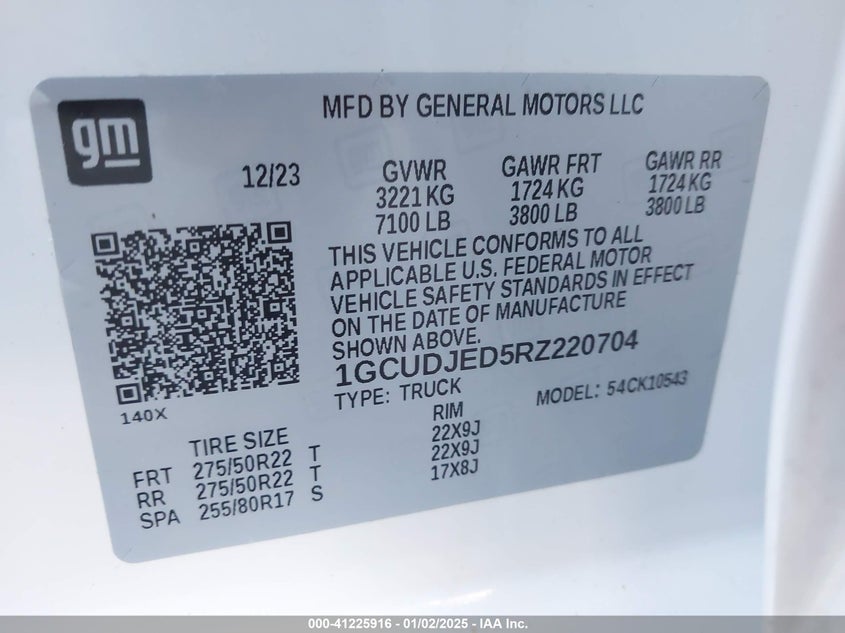 gm
MFD BY GENERAL MOTORS LLC
12/23
GVWR GAWR FRT GAWR RR
3221 KG 1724 KG 1724 KG
7100 LB 3800 LB 3800 LB
THIS VEHICLE CONFORMS TO ALL
APPLICABLE U.S. FEDERAL MOTOR
VEHICLE SAFETY STANDARDS IN EFFECT
ON THE DATE OF MANUFACTURE
SHOWN ABOVE.
1GCUDJED5RZ220704
TYPE: TRUCK MODEL: 54CK10543
140X
TIRE SIZE RIM
FRT 275/50R22 T 22X9J
RR 275/50R22 T 22X9J
SPA 255/80R17 S 17X8J
000-41225916 - 01/02/2025 - IAA Inc.